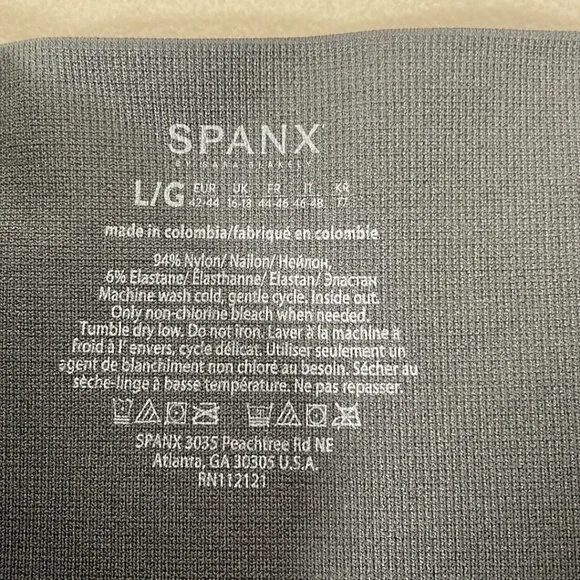 SPANX
BY SARA BLAKELY
L/G EUR UK FR IT KR
42-44 16-18 44-46 46-48 77
made in colombia/fabriqué en colombie
94% Nylon/ Nailon/ Нейлон,
6% Elastane/ Élasthanne/ Elastan/ Эластан
Machine wash cold, gentle cycle. Inside out.
Only non-chlorine bleach when needed.
Tumble dry low. Do not iron. Laver à la machine à
froid à l' envers, cycle délicat. Utiliser seulement un
agent de blanchiment non chloré au besoin. Sécher au
sèche-linge à basse température. Ne pas repasser.
SPANX 3035 Peachtree Rd NE
Atlanta, GA 30305 U.S.A.
RN112121